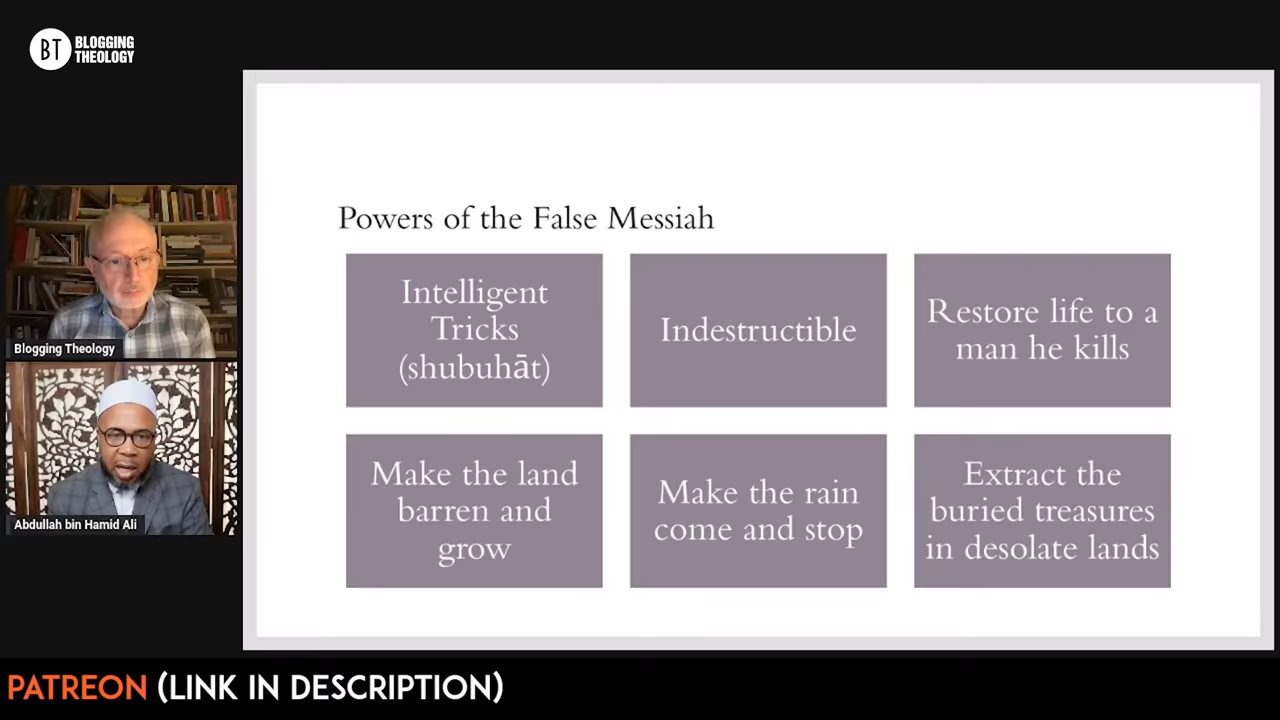 BT BLOGGING
THEOLOGY
Powers of the False Messiah
Intelligent
Tricks
(shubuhāt)
Indestructible
Restore life to a
man he kills
Make the land
barren and
grow
Make the rain
come and stop
Extract the
buried treasures
in desolate lands
Blogging Theology
Abdullah bin Hamid Ali
PATREON (LINK IN DESCRIPTION)